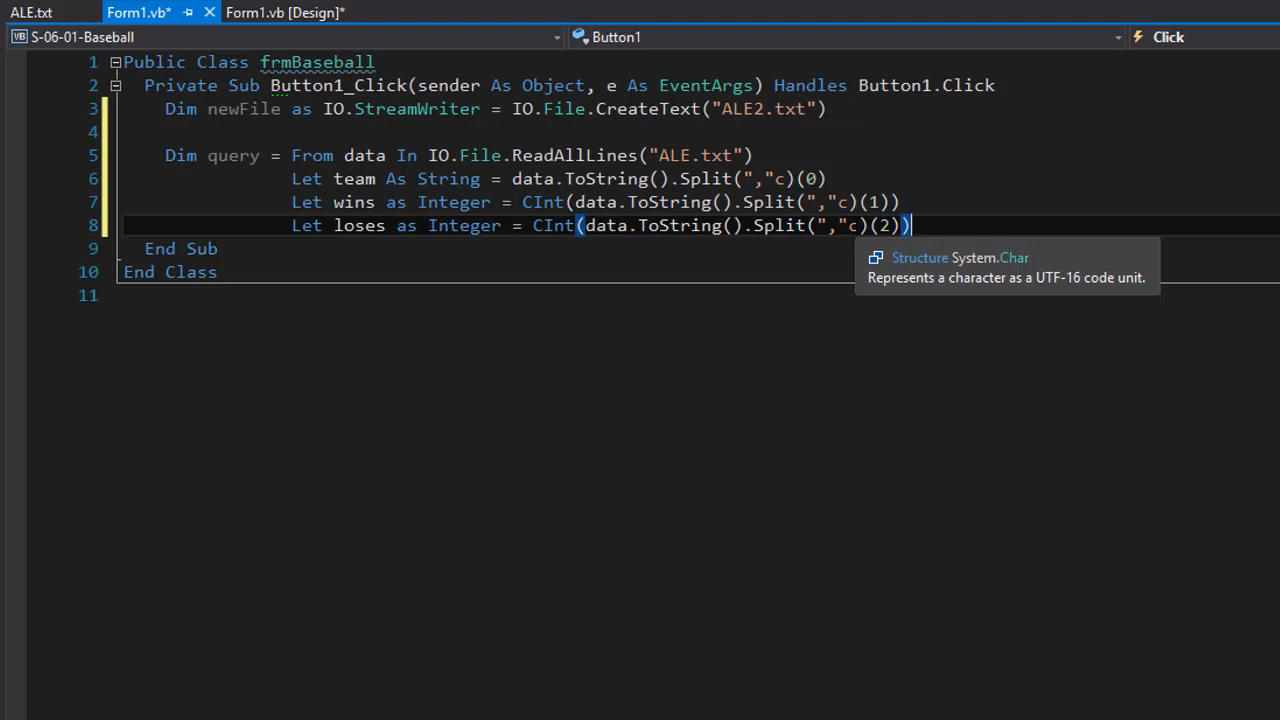 ALE.txt Form1.vb* Form1.vb [Design]*
VB S-06-01-Baseball Button1 Click
1 Public Class frmBaseball
2 Private Sub Button1_Click(sender As Object, e As EventArgs) Handles Button1.Click
3 Dim newFile as IO.StreamWriter = IO.File.CreateText("ALE2.txt")
4
5 Dim query = From data In IO.File.ReadAllLines("ALE.txt")
6 Let team As String = data.ToString().Split(","c)(0)
7 Let wins as Integer = CInt(data.ToString().Split(","c)(1))
8 Let loses as Integer = CInt(data.ToString().Split(","c)(2))
9 End Sub
Structure System.Char
10 End Class
Represents a character as a UTF-16 code unit.
11